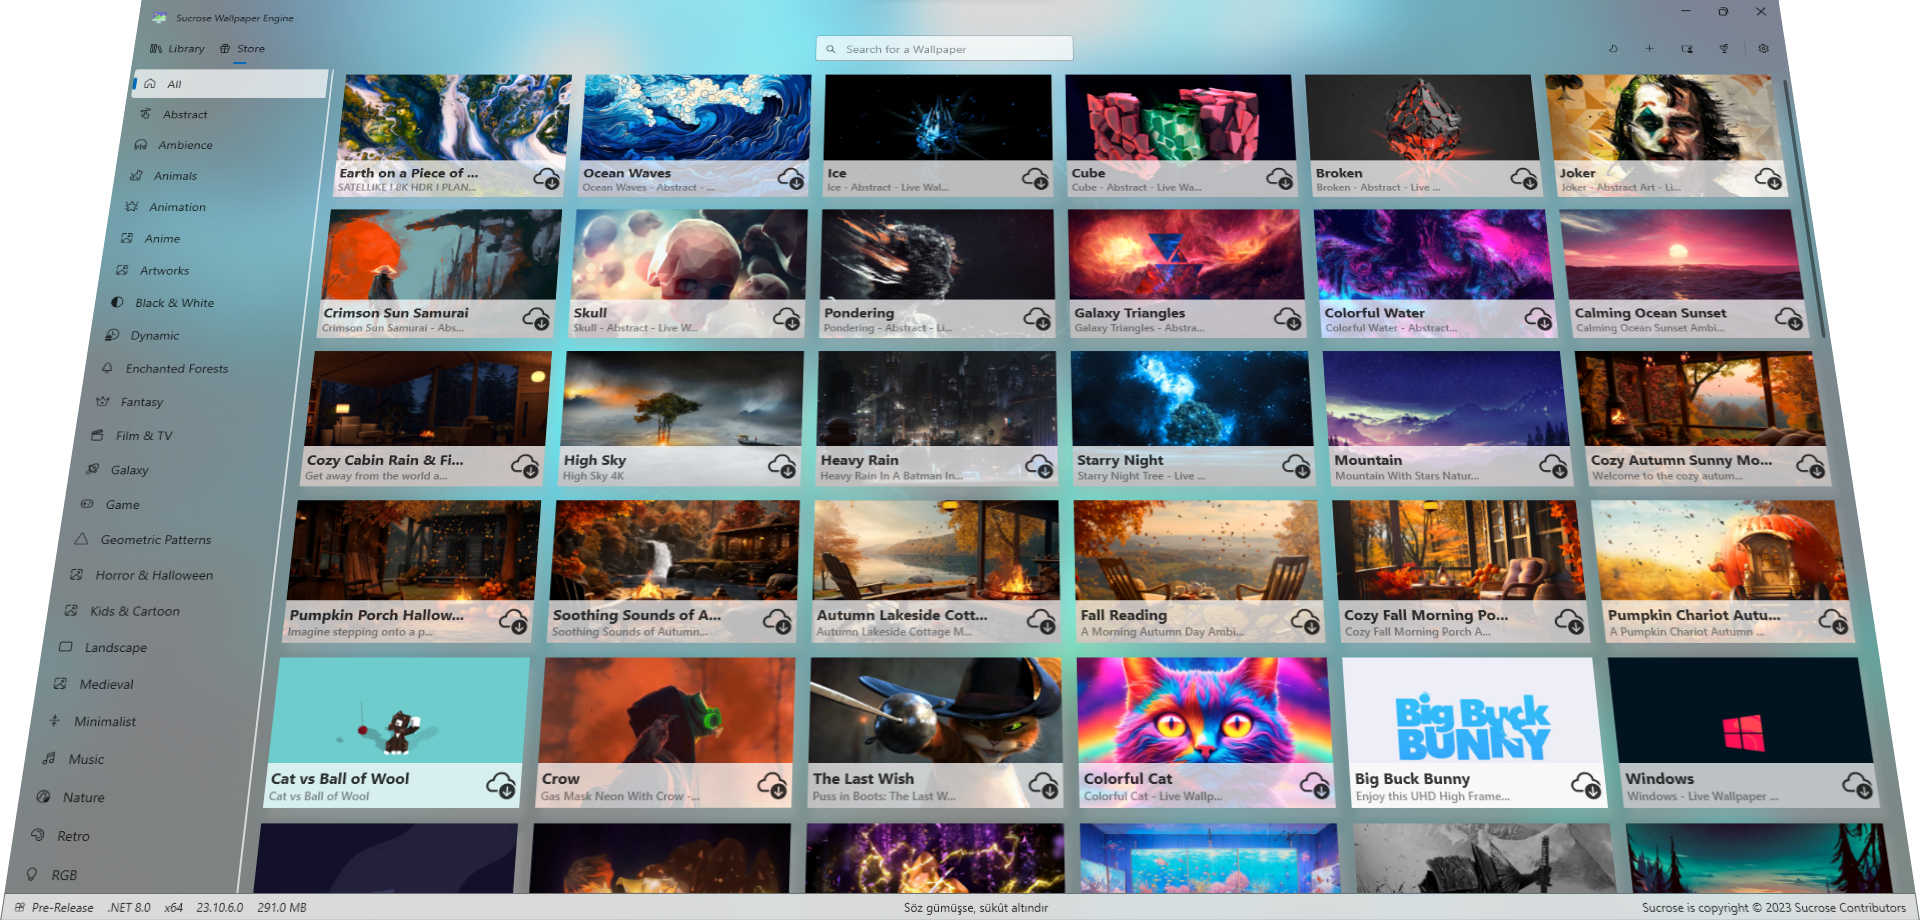 Sucrose Wallpaper Engine
Library
Store
Search for a Wallpaper
All
Abstract
Ambience
Animals
Animation
Anime
Artworks
Black & White
Dynamic
Enchanted Forests
Fantasy
Film & TV
Galaxy
Game
Geometric Patterns
Horror & Halloween
Kids & Cartoon
Landscape
Medieval
Minimalist
Music
Nature
Retro
RGB
Earth on a Piece of ...
SATELLIKE I 8K HDR I PLAN...
Ocean Waves
Ocean Waves - Abstract - ...
Ice
Ice - Abstract - Live Wal...
Cube
Cube - Abstract - Live Wa...
Broken
Broken - Abstract - Live ...
Joker
Joker - Abstract Art - Li...
Crimson Sun Samurai
Crimson Sun Samurai - Abs...
Skull
Skull - Abstract - Live W...
Pondering
Pondering - Abstract - Li...
Galaxy Triangles
Galaxy Triangles - Abstra...
Colorful Water
Colorful Water - Abstract...
Calming Ocean Sunset
Calming Ocean Sunset Ambi...
Cozy Cabin Rain & Fi...
Get away from the world a...
High Sky
High Sky 4K
Heavy Rain
Heavy Rain In A Batman In...
Starry Night
Starry Night Tree - Live ...
Mountain
Mountain With Stars Natur...
Cozy Autumn Sunny Mo...
Welcome to the cozy autum...
Pumpkin Porch Hallow...
Imagine stepping onto a p...
Soothing Sounds of A...
Soothing Sounds of Autumn...
Autumn Lakeside Cott...
Autumn Lakeside Cottage M...
Fall Reading
A Morning Autumn Day Ambi...
Cozy Fall Morning Po...
Cozy Fall Morning Porch A...
Pumpkin Chariot Autu...
A Pumpkin Chariot Autumn ...
Big Buck
BUNNY
Cat vs Ball of Wool
Cat vs Ball of Wool
Crow
Gas Mask Neon With Crow -...
The Last Wish
Puss in Boots: The Last W...
Colorful Cat
Colorful Cat - Live Wallp...
Big Buck Bunny
Enjoy this UHD High Frame...
Windows
Windows - Live Wallpaper ...
Pre-Release .NET 8.0 x64 23.10.6.0 291.0 MB
Söz gümüşse, sükût altındır
Sucrose is copyright © 2023 Sucrose Contributors